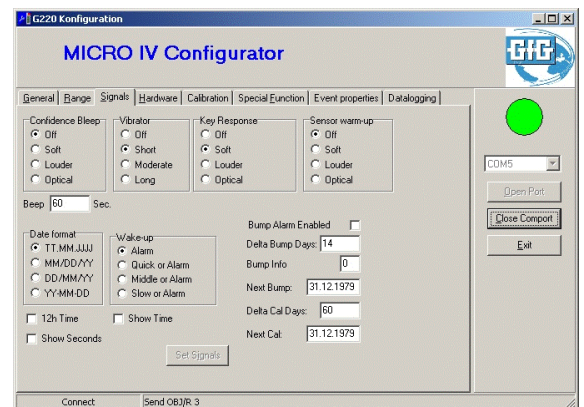 G220 Konfiguration
MICRO IV Configurator
GfG
General Range Signals Hardware Calibration Special Function Event properties Datalogging
Confidence Bleep
Off
Soft
Louder
Optical
Vibrator
Off
Short
Moderate
Long
Key Response
Off
Soft
Louder
Optical
Sensor warm-up
Off
Soft
Louder
Optical
Beep 60 Sec.
Date format
TT.MM.JJJJ
MM/DD/YY
DD/MM/YY
YY-MM-DD
Wake-up
Alarm
Quick or Alarm
Middle or Alarm
Slow or Alarm
12h Time
Show Time
Show Seconds
Set Signals
Bump Alarm Enabled
Delta Bump Days: 14
Bump Info 0
Next Bump: 31.12.1979
Delta Cal Days: 60
Next Cal: 31.12.1979
COM5
Open Port
Close Comport
Exit
Connect
Send OBJ/R 3